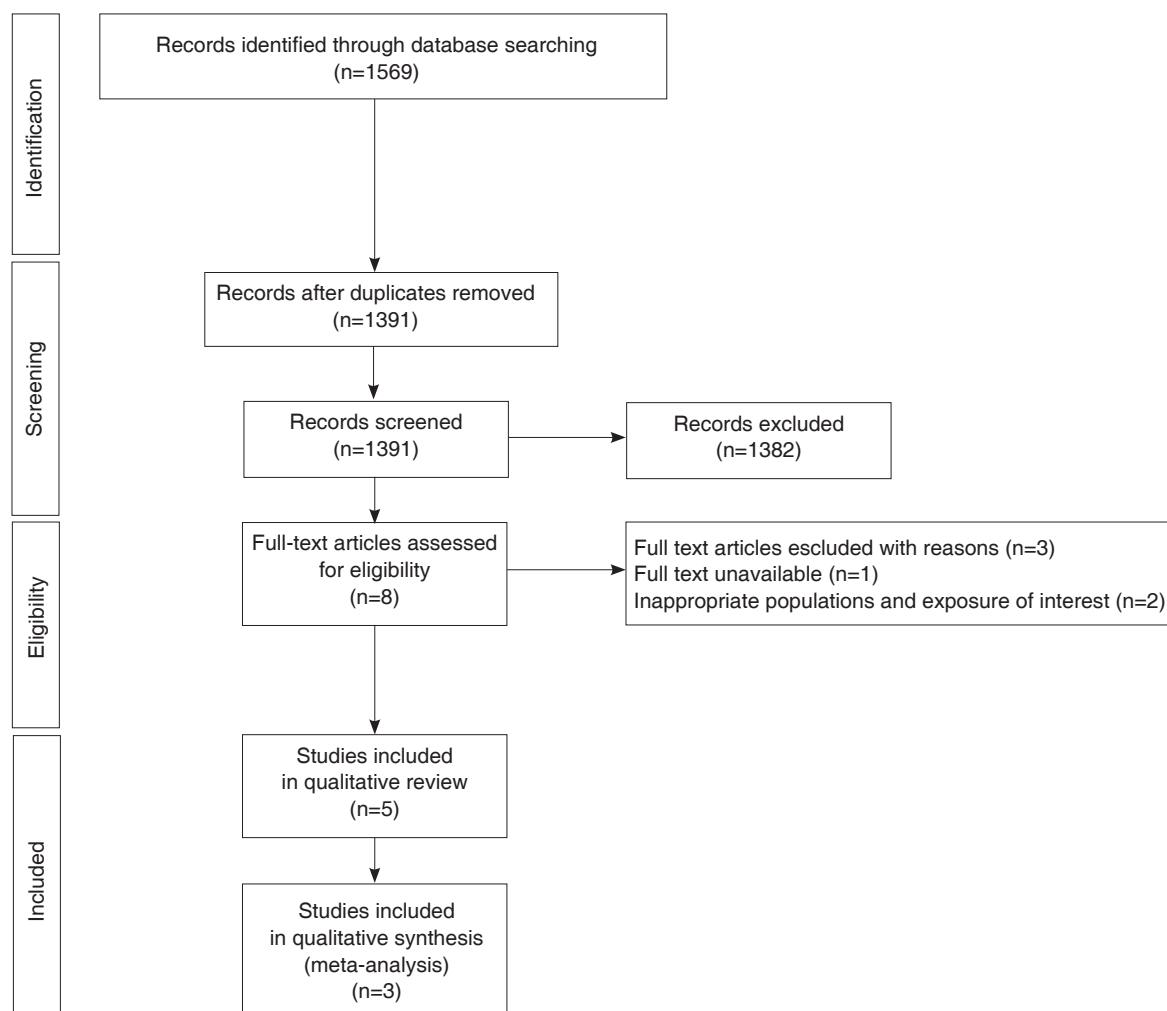 Identification
Records identified through database searching
(n=1569)
Screening
Records after duplicates removed
(n=1391)
Records screened
(n=1391)
Records excluded
(n=1382)
Eligibility
Full-text articles assessed
for eligibility
(n=8)
Full text articles escluded with reasons (n=3)
Full text unavailable (n=1)
Inappropriate populations and exposure of interest (n=2)
Included
Studies included
in qualitative review
(n=5)
Studies included
in qualitative synthesis
(meta-analysis)
(n=3)